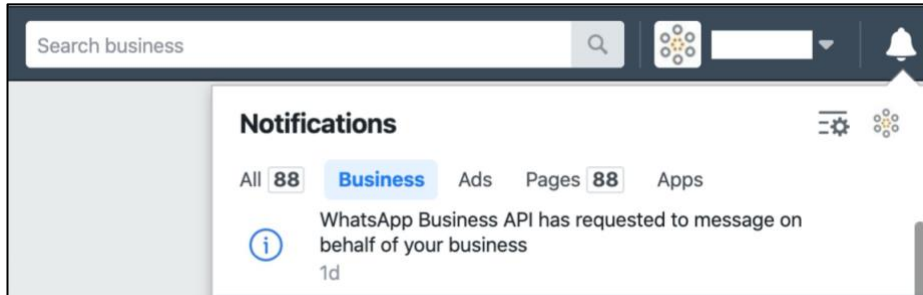 Search business
Notifications
All 88 Business Ads Pages 88 Apps
WhatsApp Business API has requested to message on
behalf of your business
1d